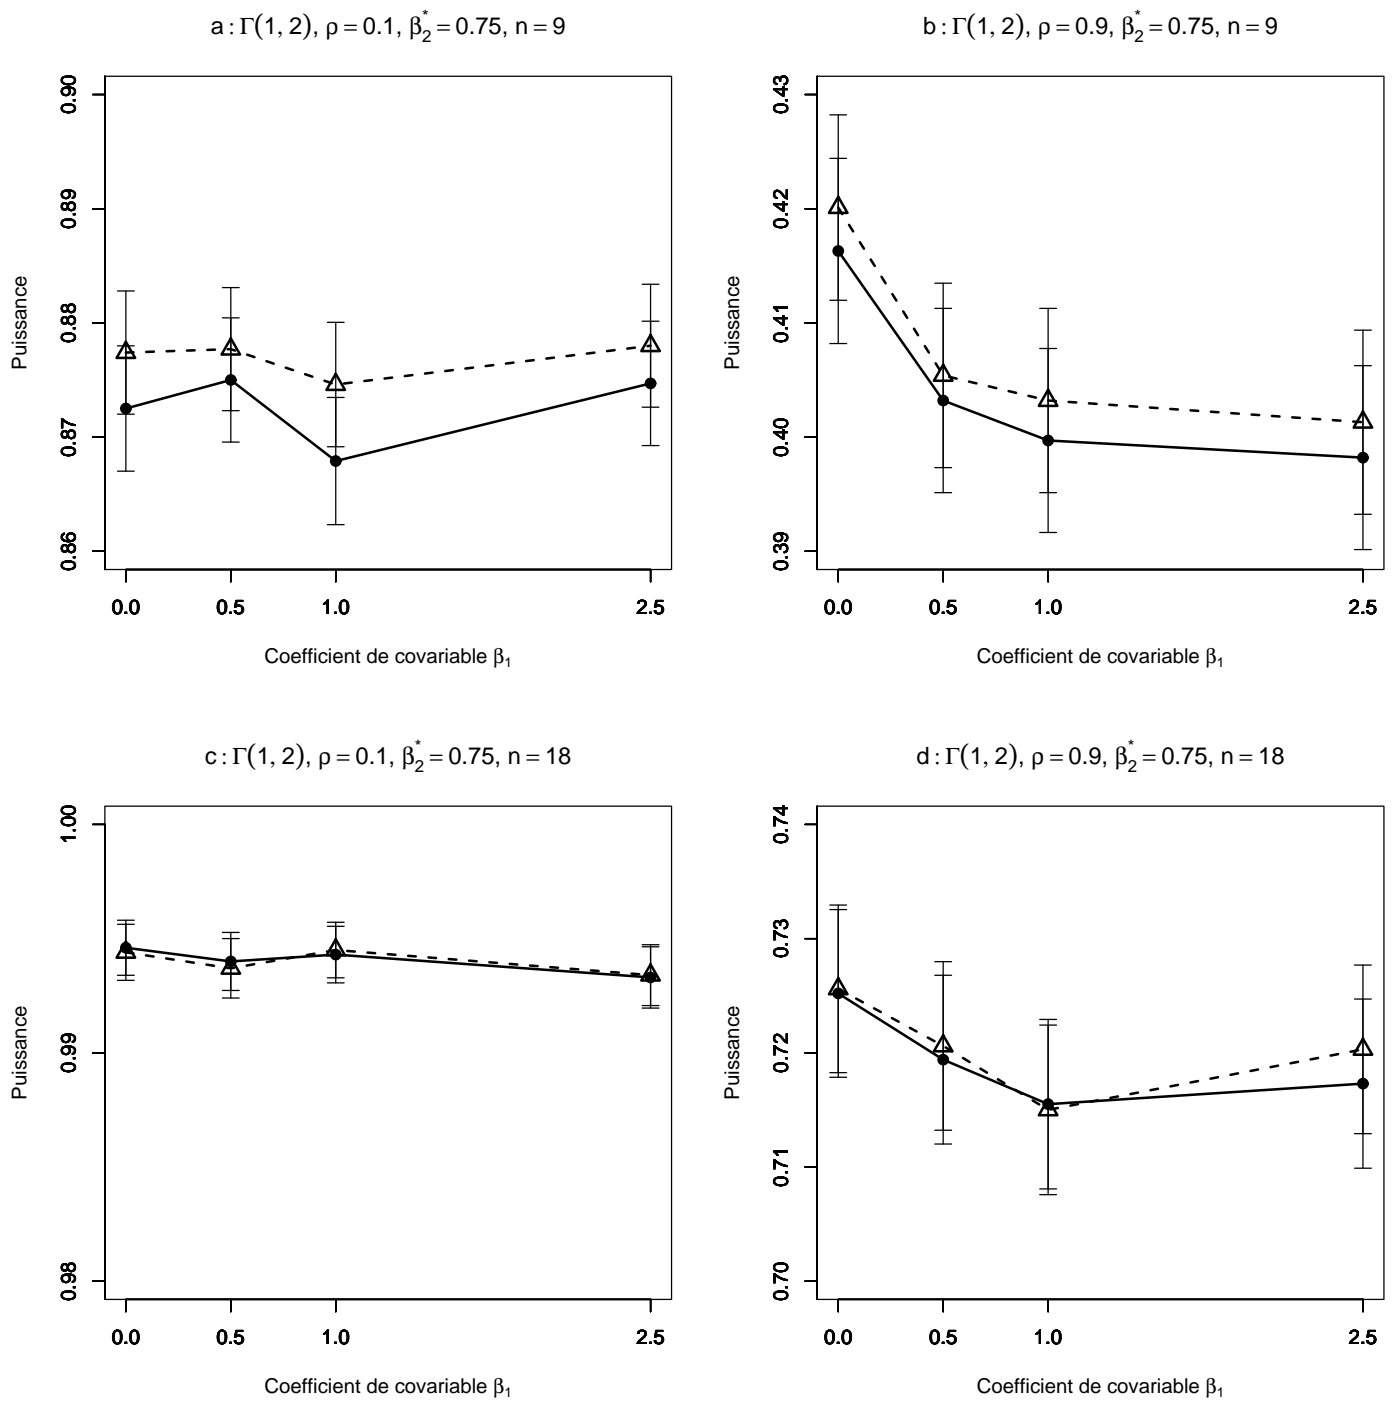 a : Γ(1, 2), ρ = 0.1, β₂* = 0.75, n = 9
Puissance
0.90
0.89
0.88
0.87
0.86
0.0 0.5 1.0 2.5
Coefficient de covariable β₁
b : Γ(1, 2), ρ = 0.9, β₂* = 0.75, n = 9
Puissance
0.43
0.42
0.41
0.40
0.39
0.0 0.5 1.0 2.5
Coefficient de covariable β₁
c : Γ(1, 2), ρ = 0.1, β₂* = 0.75, n = 18
Puissance
1.00
0.99
0.98
0.0 0.5 1.0 2.5
Coefficient de covariable β₁
d : Γ(1, 2), ρ = 0.9, β₂* = 0.75, n = 18
Puissance
0.74
0.73
0.72
0.71
0.70
0.0 0.5 1.0 2.5
Coefficient de covariable β₁